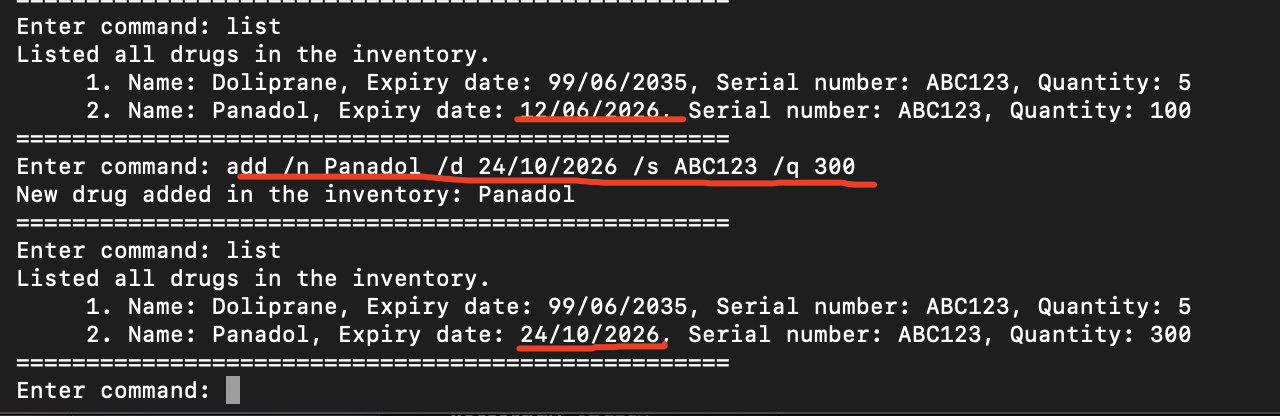 ===================================================
Enter command: list
Listed all drugs in the inventory.
1. Name: Doliprane, Expiry date: 99/06/2035, Serial number: ABC123, Quantity: 5
2. Name: Panadol, Expiry date: 12/06/2026, Serial number: ABC123, Quantity: 100
===================================================
Enter command: add /n Panadol /d 24/10/2026 /s ABC123 /q 300
New drug added in the inventory: Panadol
===================================================
Enter command: list
Listed all drugs in the inventory.
1. Name: Doliprane, Expiry date: 99/06/2035, Serial number: ABC123, Quantity: 5
2. Name: Panadol, Expiry date: 24/10/2026, Serial number: ABC123, Quantity: 300
===================================================
Enter command: